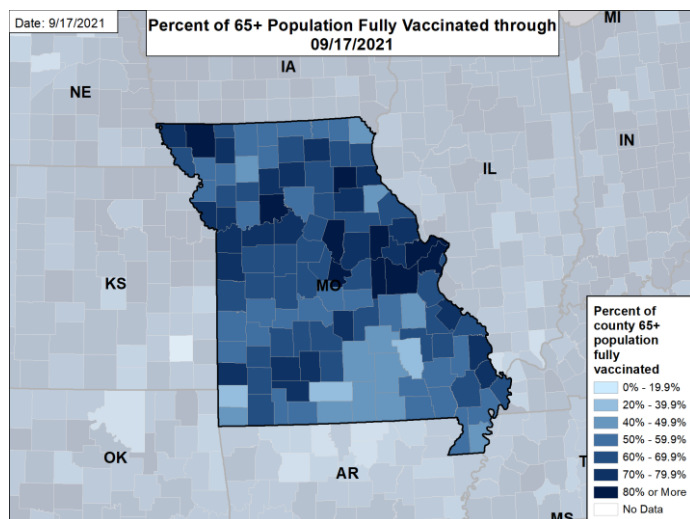 Date: 9/17/2021
Percent of 65+ Population Fully Vaccinated through
09/17/2021
MI
IA
NE
IN
IL
KS
MO
OK
AR
T
MS
Percent of
county 65+
population
fully
vaccinated
0% - 19.9%
20% - 39.9%
40% - 49.9%
50% - 59.9%
60% - 69.9%
70% - 79.9%
80% or More
No Data